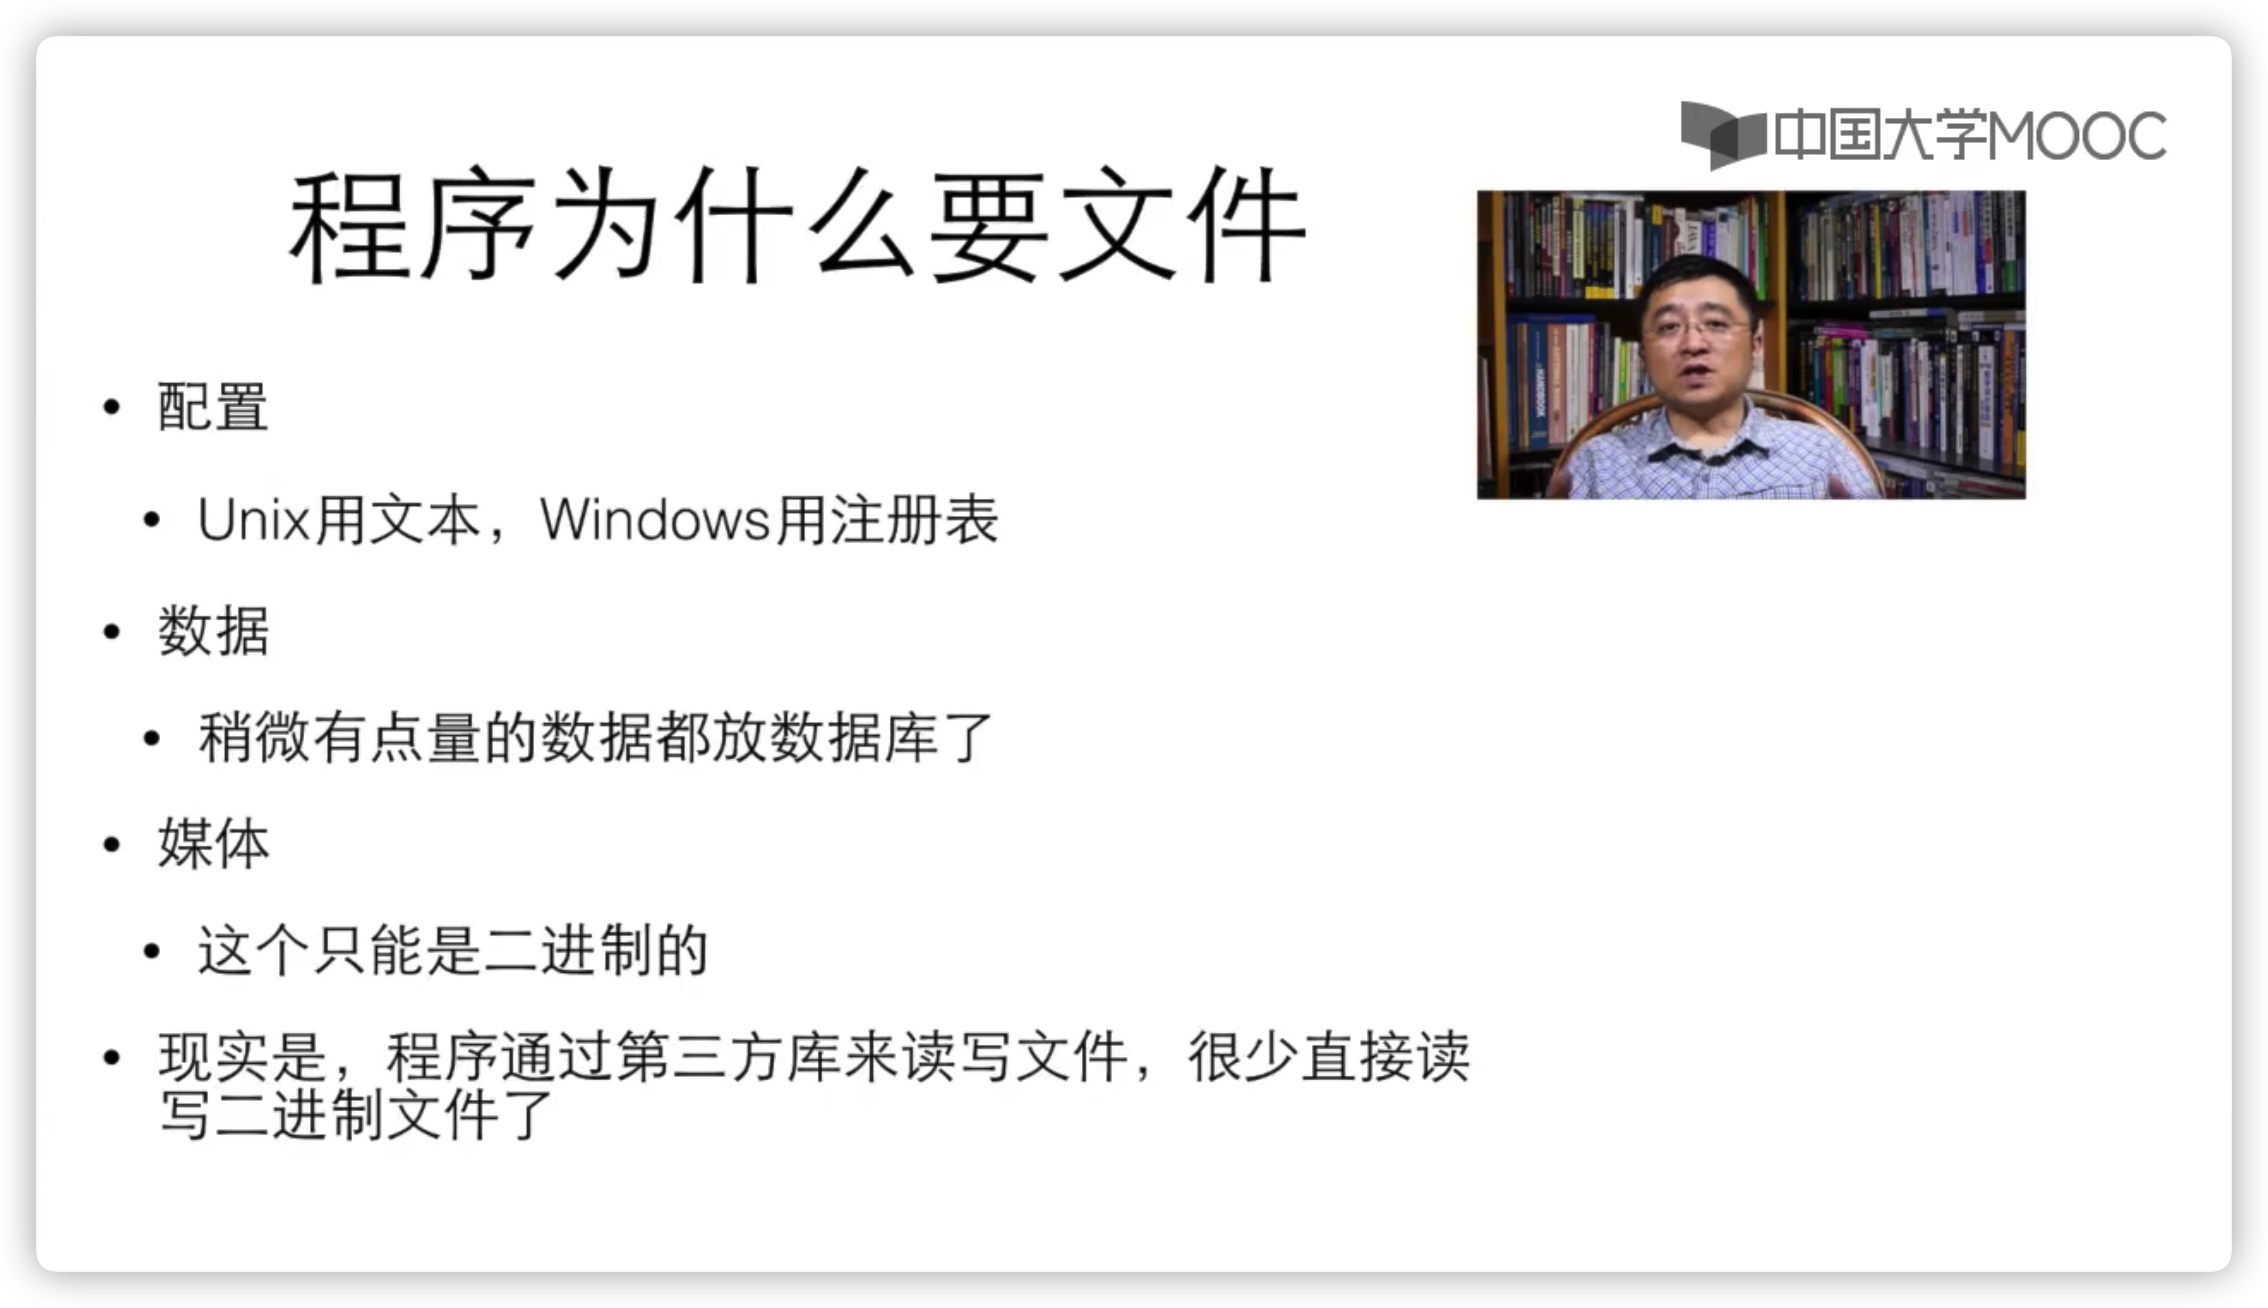 中国大学MOOC
程序为什么要文件
• 配置
• Unix用文本，Windows用注册表
• 数据
• 稍微有点量的数据都放数据库了
• 媒体
• 这个只能是二进制的
• 现实是，程序通过第三方库来读写文件，很少直接读
写二进制文件了
HANDBOOK